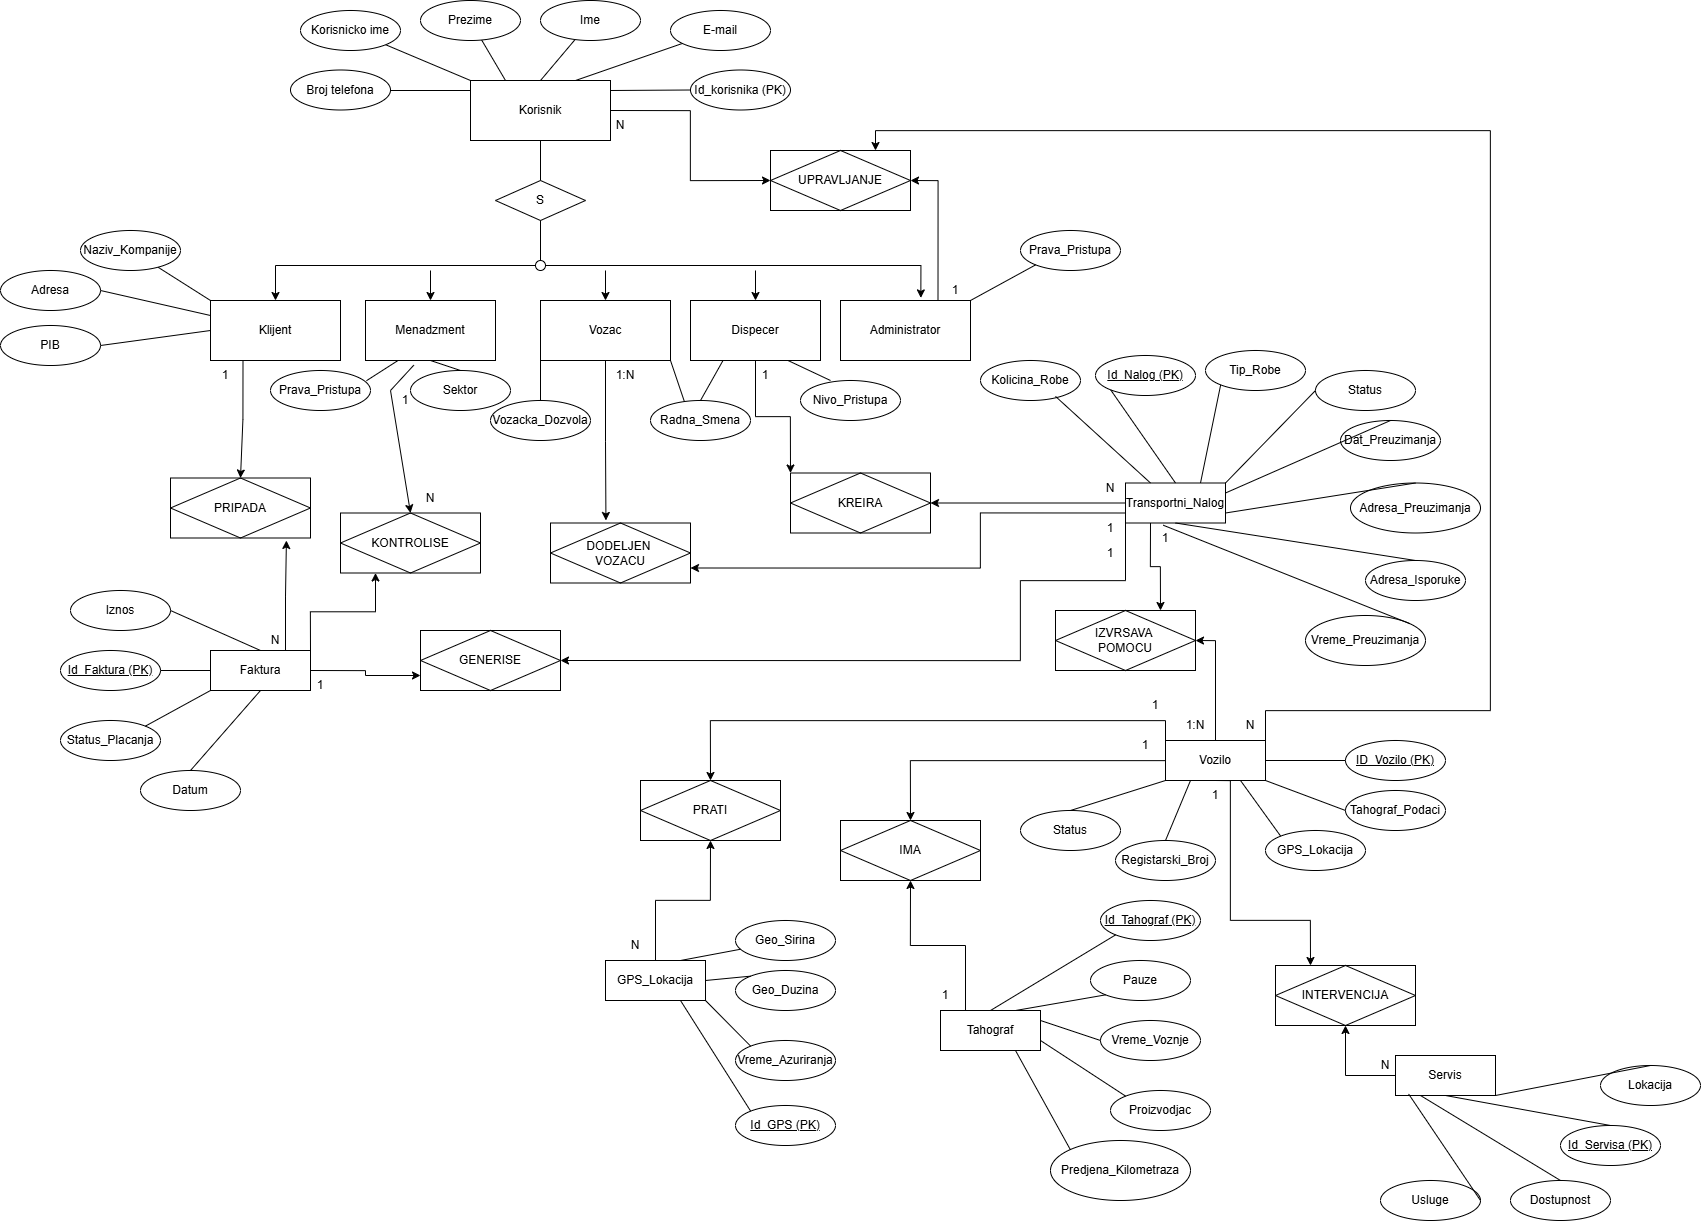 Korisnicko ime
Prezime
Ime
E-mail
Broj telefona
Id_korisnika (PK)
Korisnik
N
UPRAVLJANJE
S
Naziv_Kompanije
Prava_Pristupa
Adresa
1
Klijent
Menadzment
Vozac
Dispecer
Administrator
PIB
1
1:N
1
Prava_Pristupa
Sektor
1
Vozacka_Dozvola
Radna_Smena
Nivo_Pristupa
Kolicina_Robe
Id_Nalog (PK)
Tip_Robe
Status
Dat_Preuzimanja
PRIPADA
N
KONTROLISE
DODELJEN
VOZACU
KREIRA
N
Transportni_Nalog
Adresa_Preuzimanja
1
1
1
Adresa_Isporuke
Iznos
N
Vreme_Preuzimanja
IZVRSAVA
POMOCU
Id_Faktura (PK)
Faktura
1
GENERISE
Status_Placanja
Datum
1
1:N
N
1
Vozilo
ID_Vozilo (PK)
PRATI
1
Tahograf_Podaci
Status
IMA
Registarski_Broj
GPS_Lokacija
Id_Tahograf (PK)
N
Geo_Sirina
GPS_Lokacija
Geo_Duzina
Pauze
1
INTERVENCIJA
Tahograf
Vreme_Voznje
Vreme_Azuriranja
N
Servis
Lokacija
Id_GPS (PK)
Proizvodjac
Id_Servisa (PK)
Predjena_Kilometraza
Usluge
Dostupnost